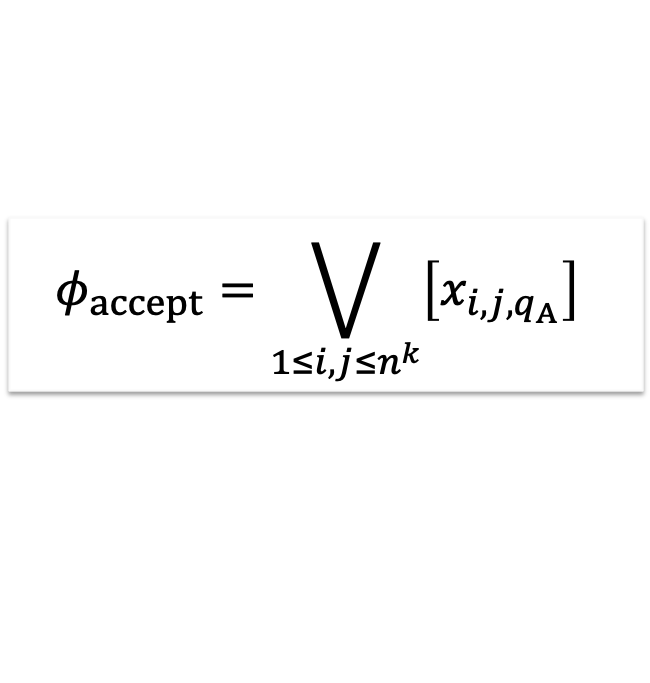 ϕ_accept = ⋁_{1≤i,j≤n^k} [x_{i,j,q_A}]